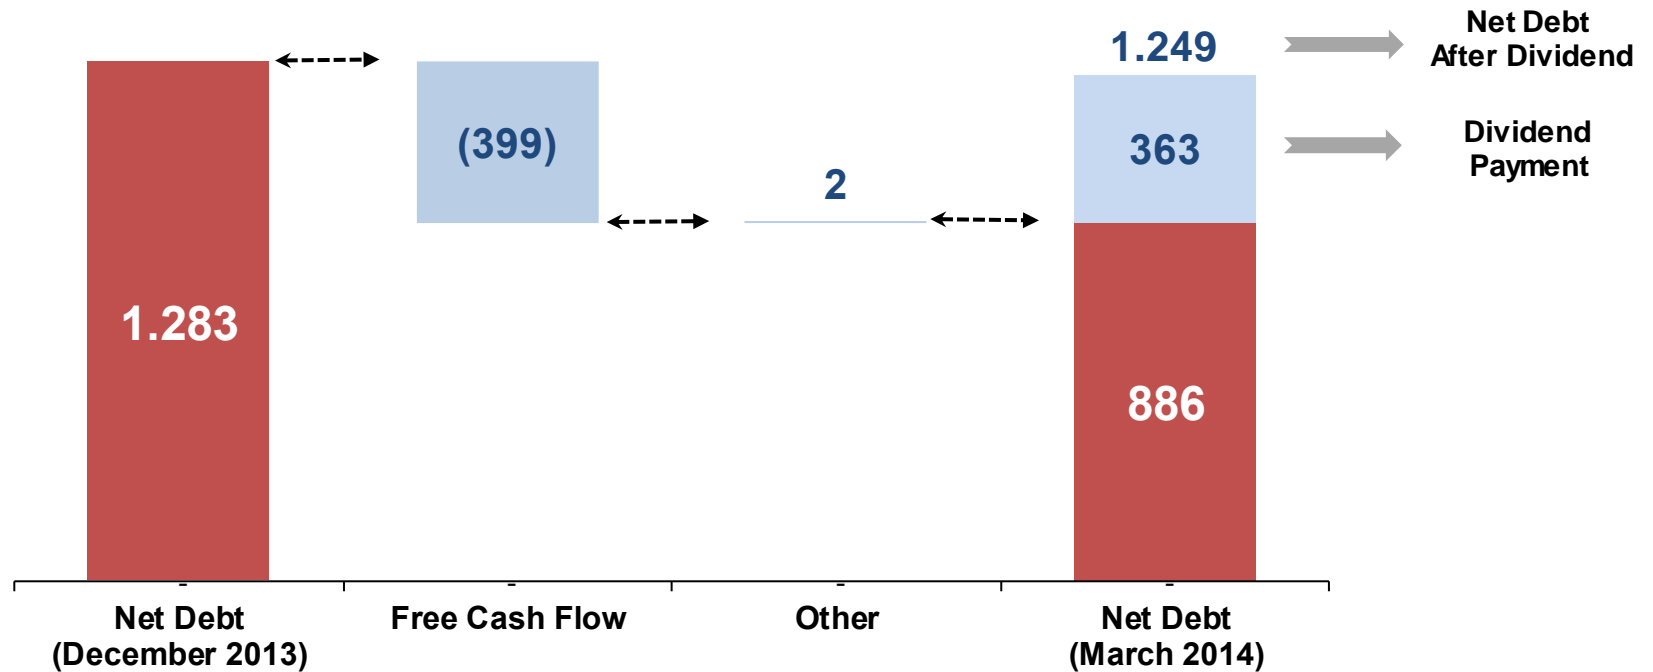 Net Debt
After Dividend
1.249
Dividend
Payment
(399)
363
2
1.283
886
Net Debt
(December 2013)
Free Cash Flow
Other
Net Debt
(March 2014)